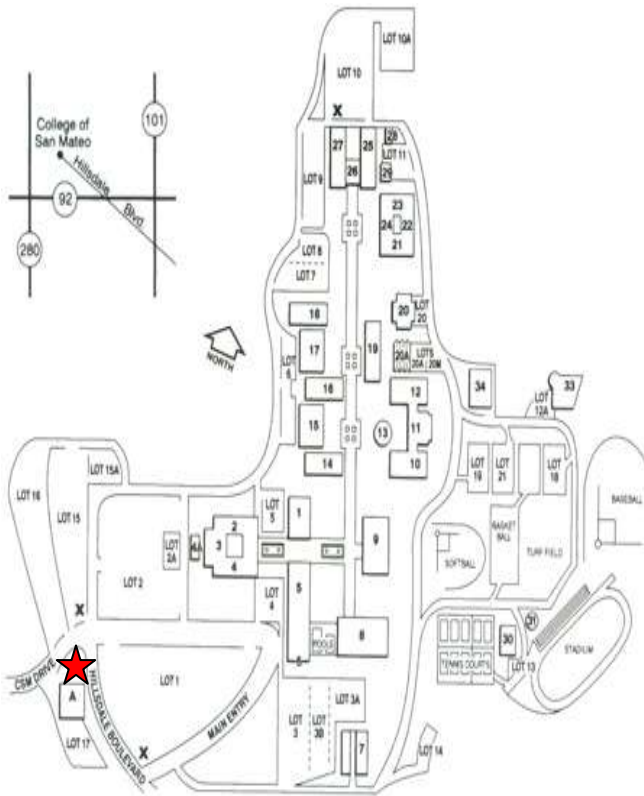 LOT 10A
LOT 10
College of
San Mateo
101
Hillsdale
Blvd
92
280
X
27
25
28
LOT 11
26
29
LOT 9
23
24
22
21
LOT 7
20
LOT
20
18
19
17
LOT
6
NORTH
20A
LOTS
20A
20M
16
12
34
33
LOT
12A
15
13
11
14
10
LOT
19
LOT
21
LOT
18
LOT 16
LOT 15A
LOT 15
LOT
5
1
2
3
4
LOT
2A
4A
LOT 2
9
BASEBALL
BASKET
BALL
TURF FIELD
SOFTBALL
LOT
4
5
POOLS
8
6
X
31
30
TENNIS COURTS
LOT 13
STADIUM
CSM DRIVE
A
HILLSDALE BOULEVARD
LOT 1
MAIN ENTRY
LOT 17
X
LOT 3A
LOT
3
LOT
3B
7
LOT 14